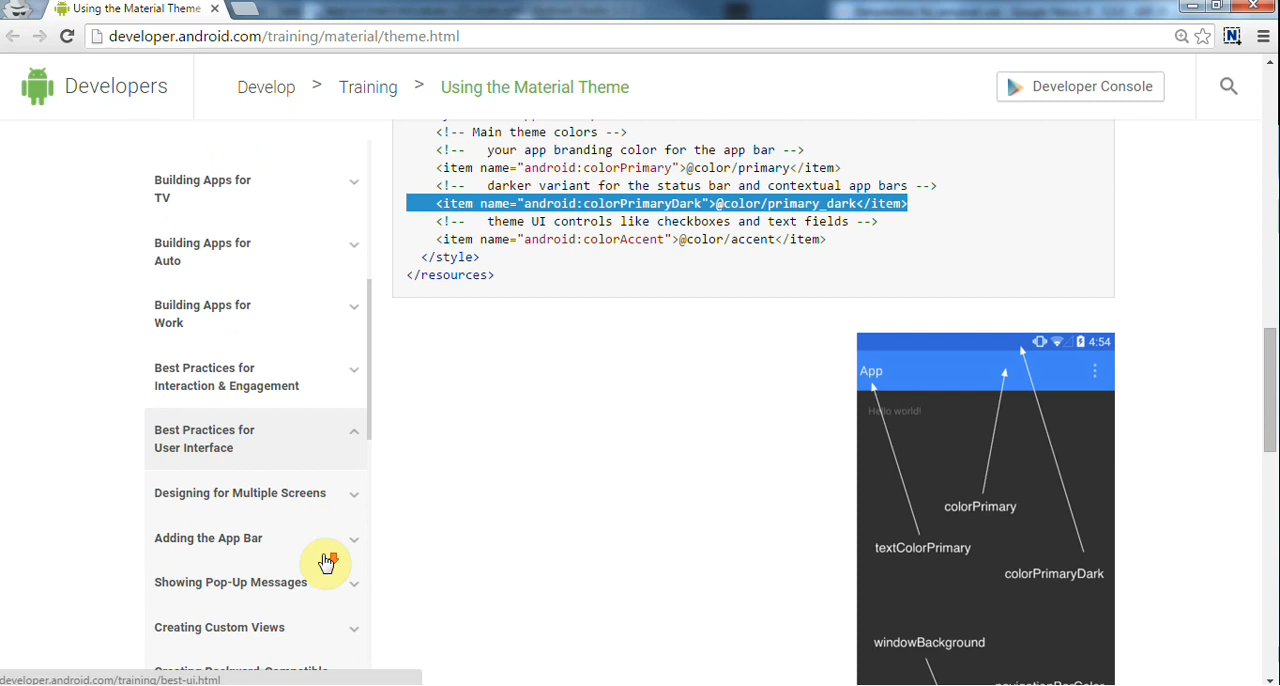 Using the Material Theme
developer.android.com/training/material/theme.html
Developers
Develop > Training > Using the Material Theme
Developer Console
<!-- Main theme colors -->
<!-- your app branding color for the app bar -->
<item name="android:colorPrimary">@color/primary</item>
<!-- darker variant for the status bar and contextual app bars -->
<item name="android:colorPrimaryDark">@color/primary_dark</item>
<!-- theme UI controls like checkboxes and text fields -->
<item name="android:colorAccent">@color/accent</item>
</style>
</resources>
Building Apps for
TV
Building Apps for
Auto
Building Apps for
Work
Best Practices for
Interaction & Engagement
Best Practices for
User Interface
Designing for Multiple Screens
Adding the App Bar
Showing Pop-Up Messages
Creating Custom Views
4:54
App
Hello world!
colorPrimary
textColorPrimary
colorPrimaryDark
windowBackground
developer.android.com/training/best-ui.html